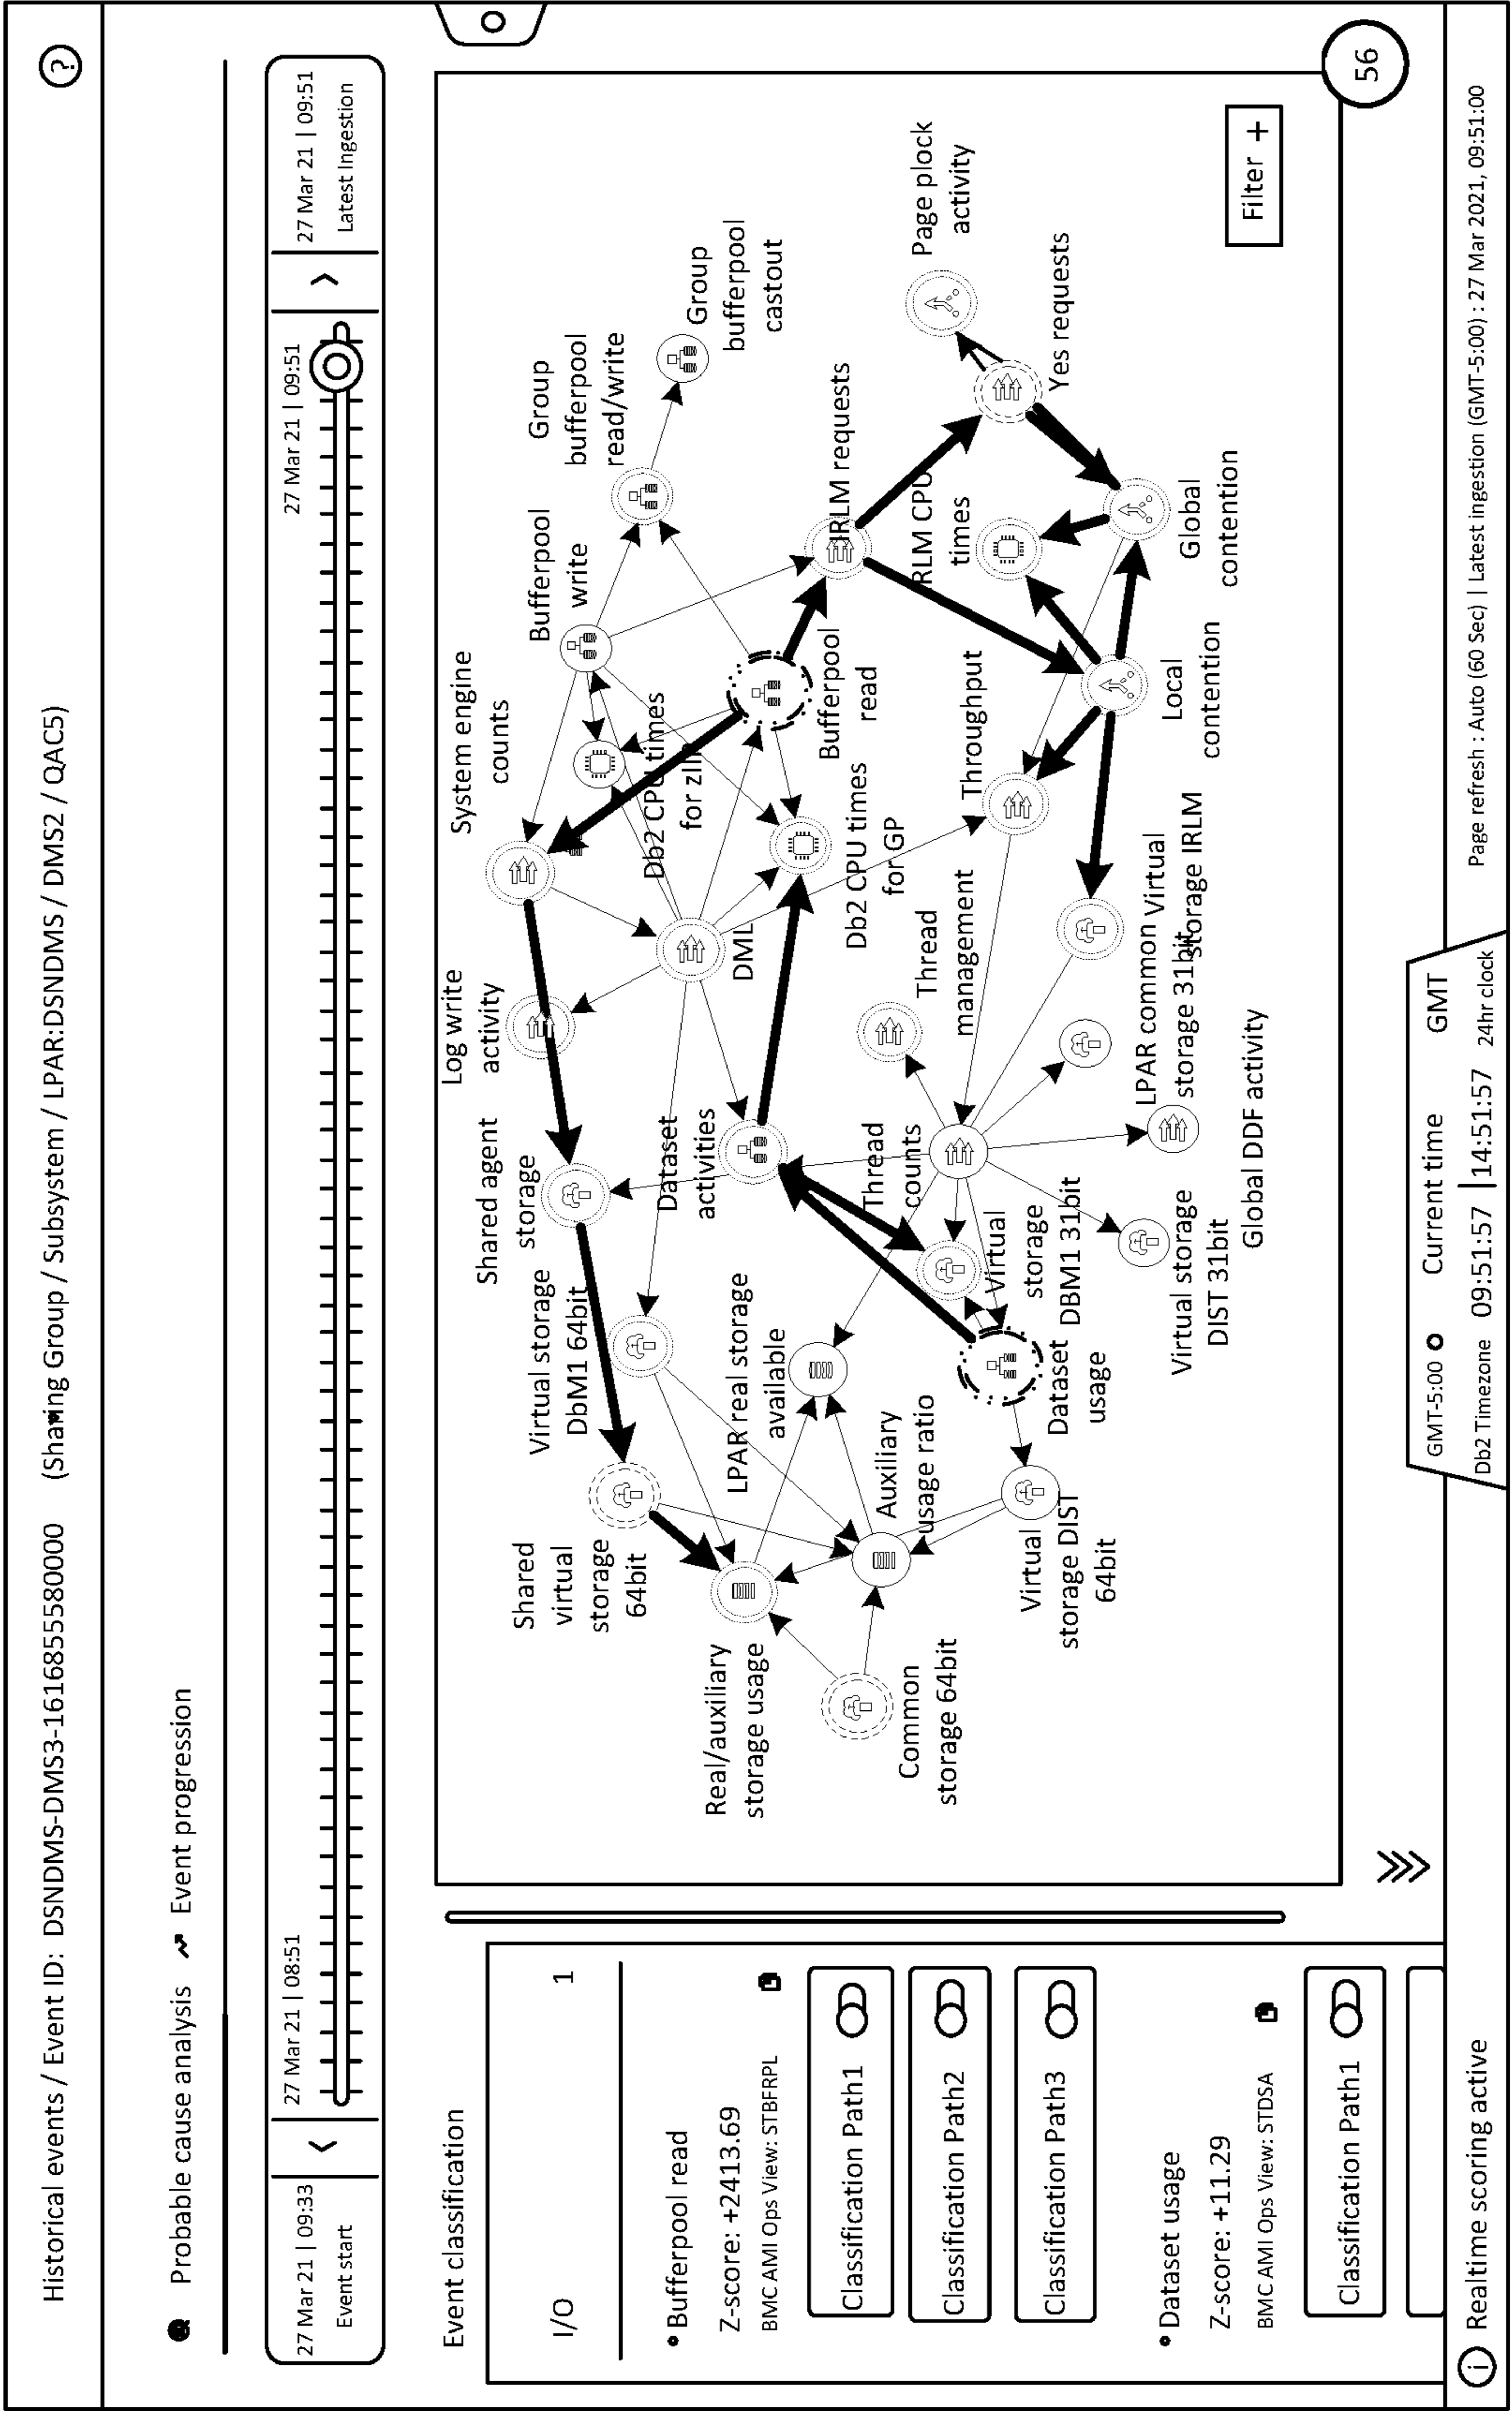 Historical events / Event ID: DSNDMS-DMS3-1616855580000 (Sharing Group / Subsystem / LPAR:DSNDMS / DMS2 / QAC5)
?
Probable cause analysis
Event progression
27 Mar 21 | 09:33
Event start
<
27 Mar 21 | 08:51
27 Mar 21 | 09:51
>
27 Mar 21 | 09:51
Latest Ingestion
Event classification
I/O 1
Bufferpool read
Z-score: +2413.69
BMC AMI Ops View: STBFRPL
Classification Path1
Classification Path2
Classification Path3
Dataset usage
Z-score: +11.29
BMC AMI Ops View: STDSA
Classification Path1
Log write
activity
System engine
counts
Bufferpool
write
Group
bufferpool
read/write
Group
bufferpool
castout
Shared agent
storage
Virtual storage
DbM1 64bit
Shared
virtual
storage
64bit
Dataset
activities
Db2 CPU times
for zIIP
DML
Bufferpool
read
IRLM requests
Page plock
activity
Real/auxiliary
storage usage
LPAR real storage
available
Db2 CPU times
for GP
Thread
counts
Thread
management
Throughput
IRLM CPU
times
Yes requests
Common
storage 64bit
Auxiliary
usage ratio
Virtual
storage
DBM1 31bit
Virtual
storage DIST
64bit
Dataset
usage
Virtual storage
DIST 31bit
Global DDF activity
LPAR common
storage 31bit
Virtual
storage IRLM
Local
contention
Global
contention
Filter +
56
GMT-5:00 Current time GMT
Db2 Timezone 09:51:57 | 14:51:57 24hr clock
i Realtime scoring active
Page refresh : Auto (60 Sec) | Latest ingestion (GMT-5:00) : 27 Mar 2021, 09:51:00